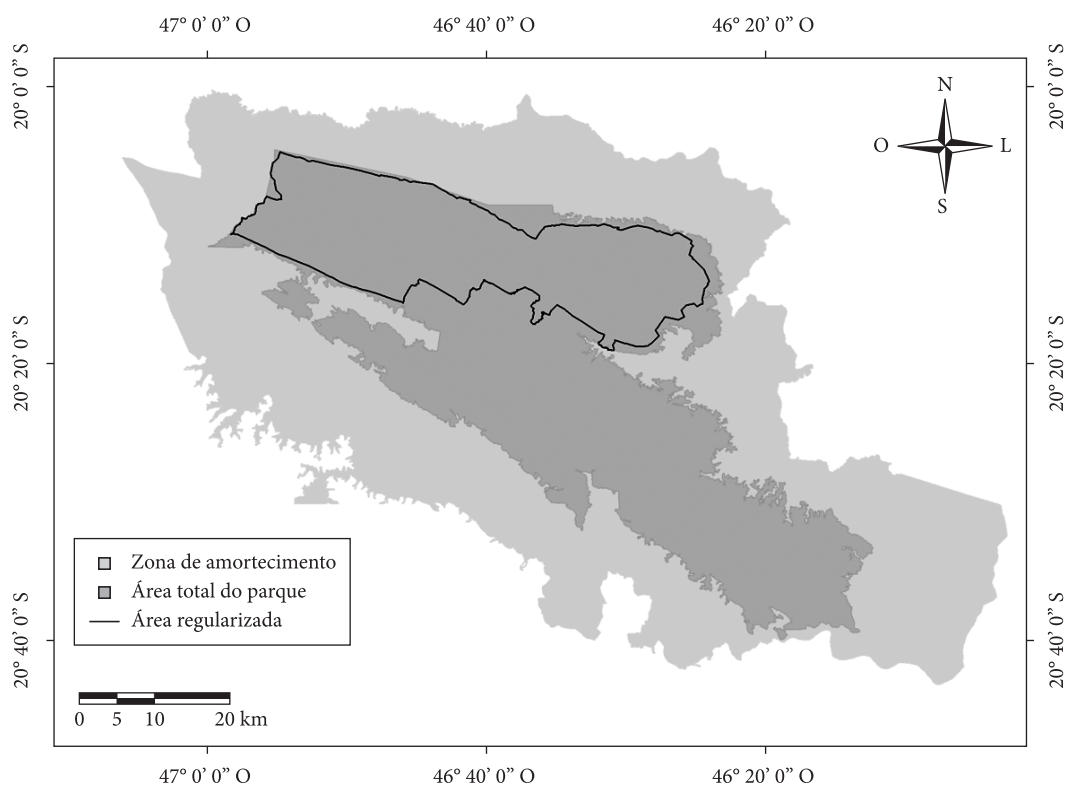 47° 0’ 0” O 46° 40’ 0” O 46° 20’ 0” O
20° 0’ 0” S
20° 20’ 0” S
20° 40’ 0” S
N
O
L
S
Zona de amortecimento
Área total do parque
Área regularizada
0 5 10 20 km
20° 0’ 0” S
20° 20’ 0” S
20° 40’ 0” S
47° 0’ 0” O 46° 40’ 0” O 46° 20’ 0” O